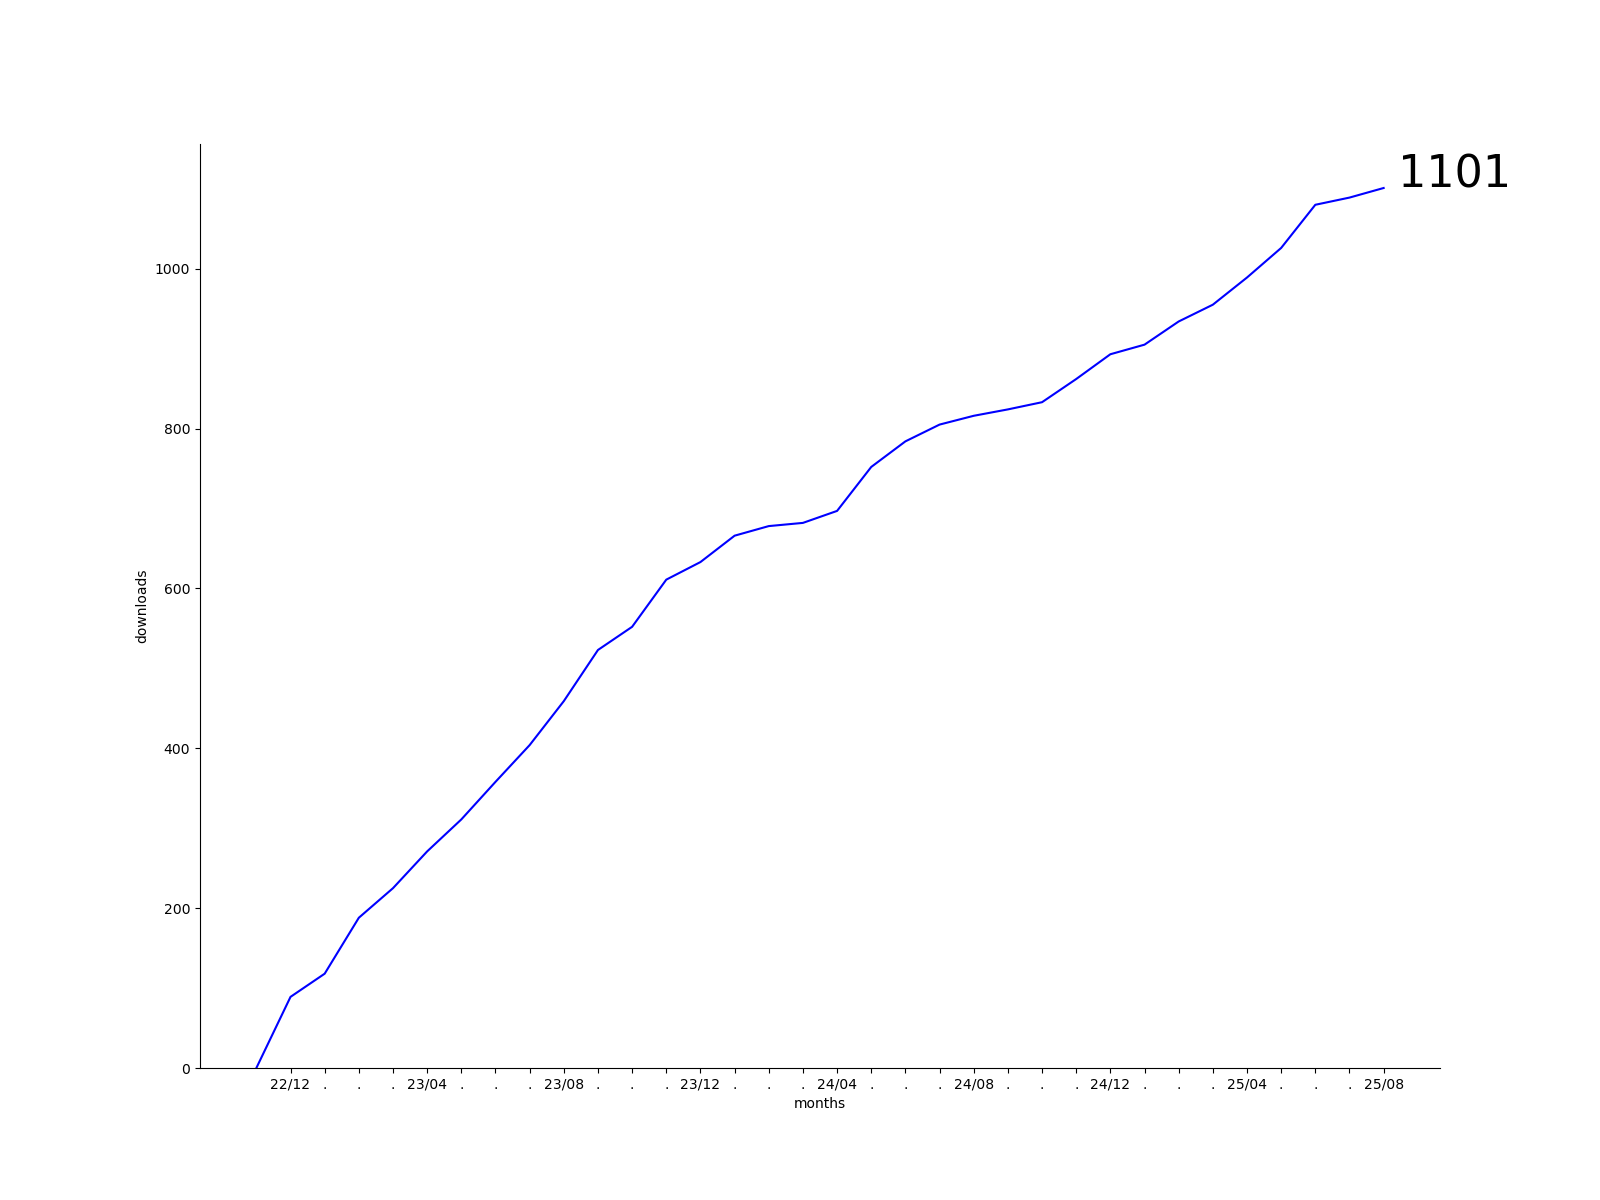 1101
1000
800
600
400
200
0
downloads
22/12 . . . 23/04 . . . 23/08 . . . 23/12 . . . 24/04 . . . 24/08 . . . 24/12 . . . 25/04 . . . 25/08
months